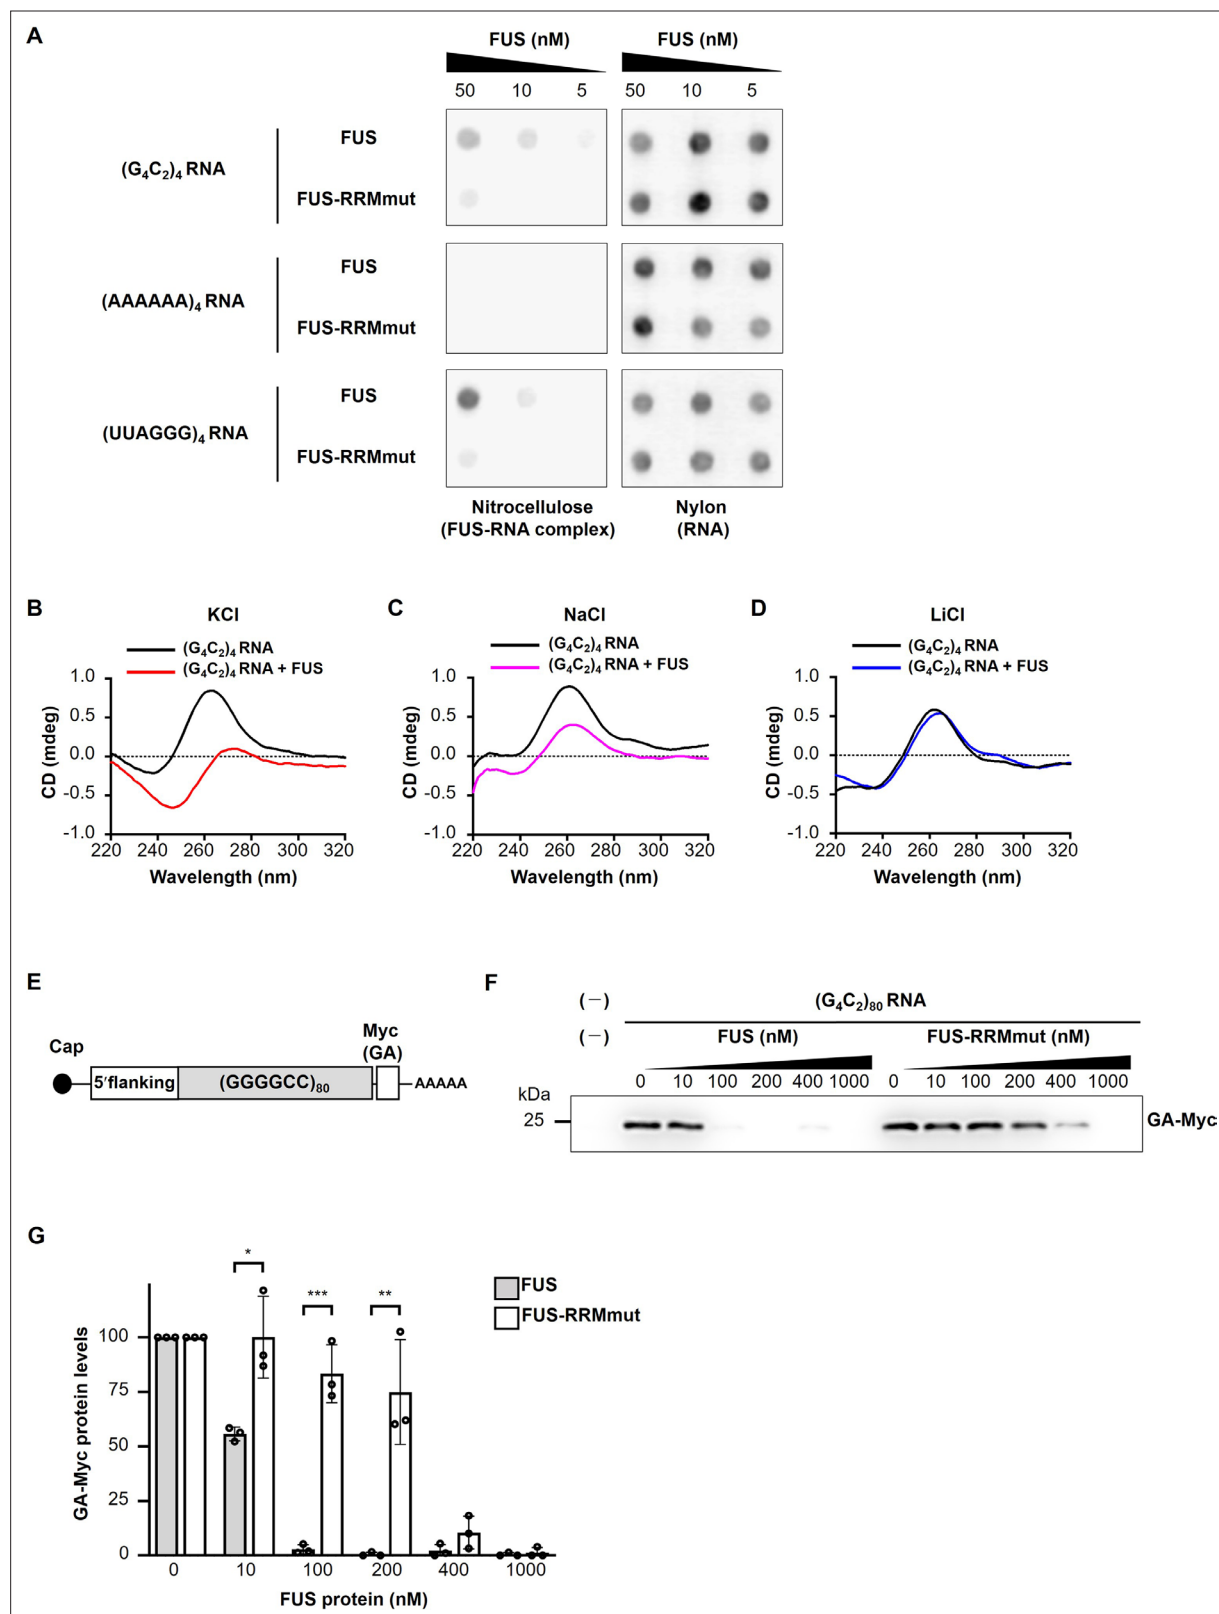 A
FUS (nM)
FUS (nM)
50 10 5
50 10 5
(G4C2)4 RNA
FUS
FUS-RRMmut
(AAAAAA)4 RNA
FUS
FUS-RRMmut
(UUAGGG)4 RNA
FUS
FUS-RRMmut
Nitrocellulose
(FUS-RNA complex)
Nylon
(RNA)
B
KCl
(G4C2)4 RNA
(G4C2)4 RNA + FUS
CD (mdeg)
1.0
0.5
0.0
-0.5
-1.0
220 240 260 280 300 320
Wavelength (nm)
C
NaCl
(G4C2)4 RNA
(G4C2)4 RNA + FUS
CD (mdeg)
1.0
0.5
0.0
-0.5
-1.0
220 240 260 280 300 320
Wavelength (nm)
D
LiCl
(G4C2)4 RNA
(G4C2)4 RNA + FUS
CD (mdeg)
1.0
0.5
0.0
-0.5
-1.0
220 240 260 280 300 320
Wavelength (nm)
E
Cap
Myc
(GA)
5'flanking
(GGGGCC)80
AAAAA
F
(−)
(G4C2)80 RNA
(−)
FUS (nM)
FUS-RRMmut (nM)
0 10 100 200 400 1000
0 10 100 200 400 1000
kDa
25
GA-Myc
G
*
***
**
FUS
FUS-RRMmut
GA-Myc protein levels
100
75
50
25
0
0 10 100 200 400 1000
FUS protein (nM)